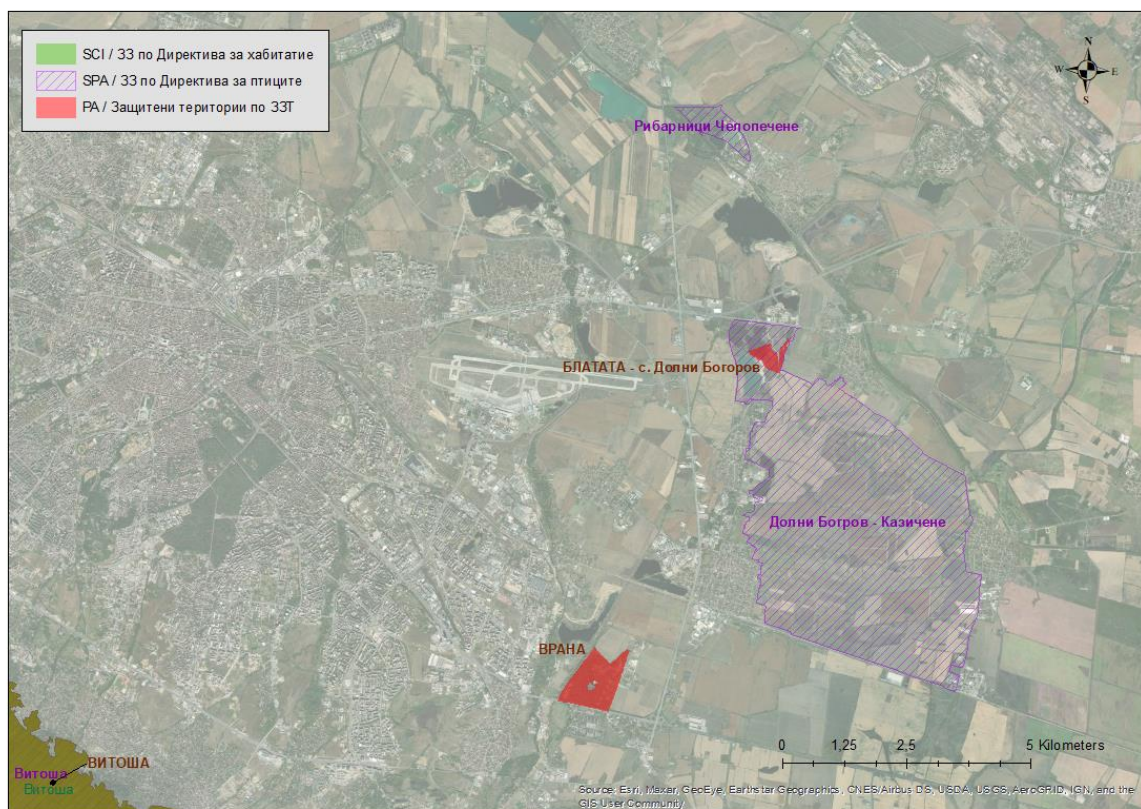 SCI / ЗЗ по Директива за хабитатие
SPA / ЗЗ по Директива за птиците
PA / Защитени територии по ЗЗТ
N
W E
S
Рибарници Челопечене
БЛАТАТА - с. Долни Богоров
Долни Богров - Казичене
ВРАНА
ВИТОША
Витоша
Витоша
0 1,25 2,5 5 Kilometers
Source: Esri, Maxar, GeoEye, Earthstar Geographics, CNES/Airbus DS, USDA, USGS, AeroGRID, IGN, and the
GIS User Community